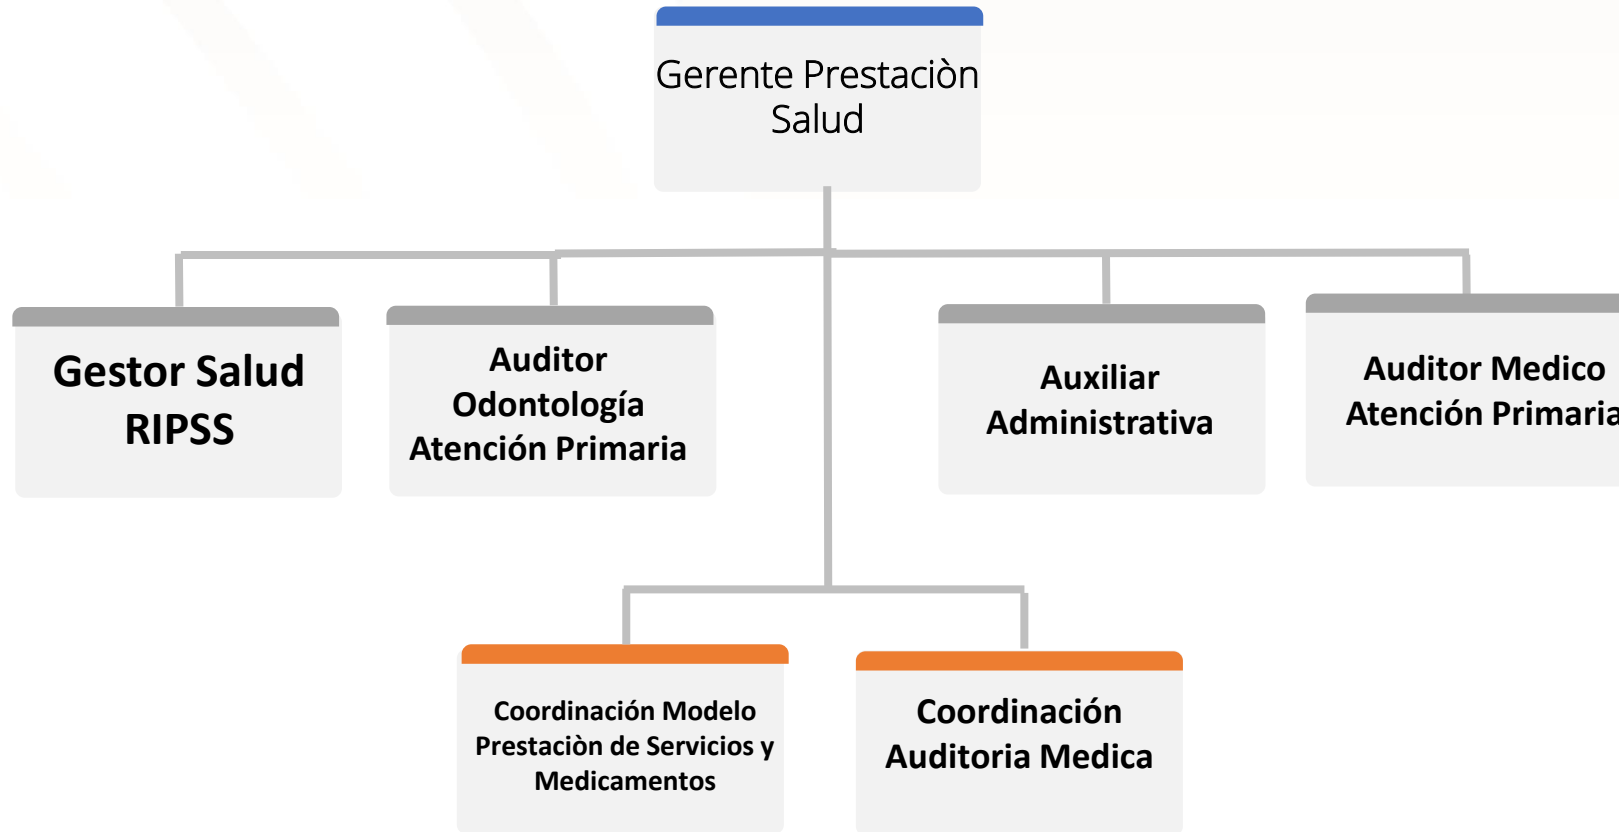 Gerente Prestaciòn
Salud
Gestor Salud
RIPSS
Auditor
Odontología
Atención Primaria
Auxiliar
Administrativa
Auditor Medico
Atención Primaria
Coordinación Modelo
Prestaciòn de Servicios y
Medicamentos
Coordinación
Auditoria Medica